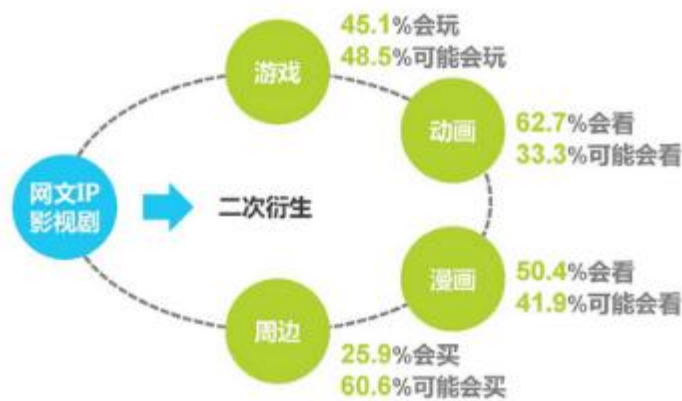 45.1%会玩
48.5%可能会玩
游戏
动画
62.7%会看
33.3%可能会看
网文IP
影视剧
二次衍生
漫画
50.4%会看
41.9%可能会看
周边
25.9%会买
60.6%可能会买